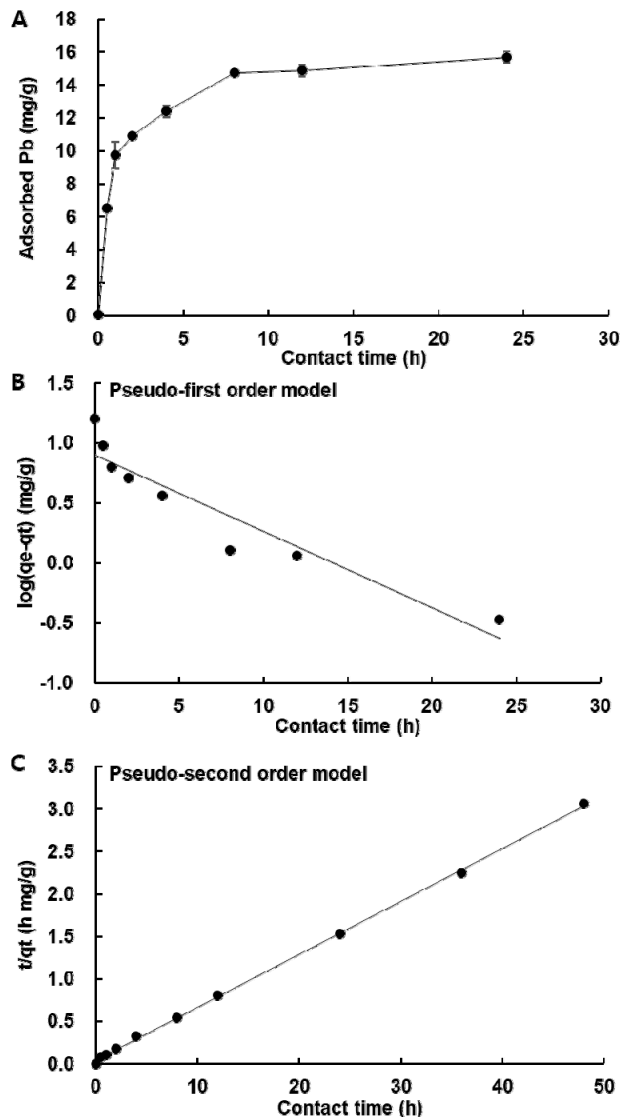 A
Adsorbed Pb (mg/g)
18
16
14
12
10
8
6
4
2
0
0 5 10 15 20 25 30
Contact time (h)
B
Pseudo-first order model
log(qe-qt) (mg/g)
1.5
1.0
0.5
0.0
-0.5
-1.0
0 5 10 15 20 25 30
Contact time (h)
C
Pseudo-second order model
t/qt (h mg/g)
3.5
3.0
2.5
2.0
1.5
1.0
0.5
0.0
0 10 20 30 40 50
Contact time (h)